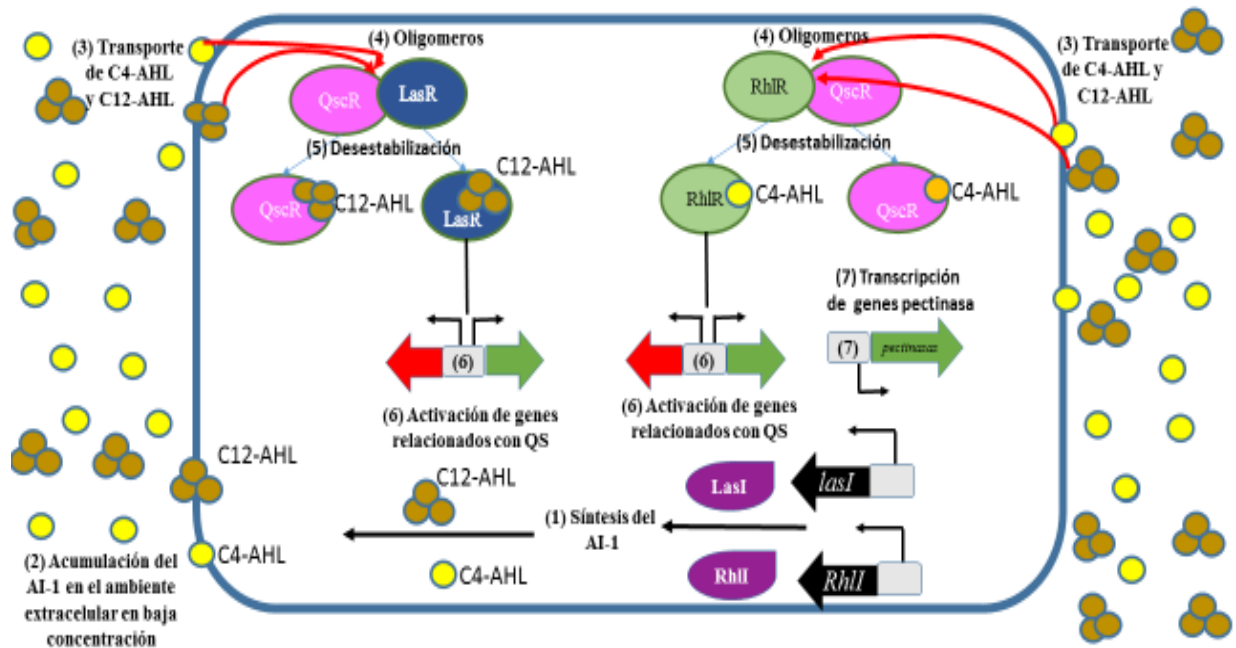 (3) Transporte
de C4-AHL
y C12-AHL
(4) Oligomeros
QscR
LasR
(5) Desestabilización
C12-AHL
QscR
C12-AHL
LasR
(4) Oligomeros
RhlR
QscR
(5) Desestabilización
RhlR
C4-AHL
QscR
C4-AHL
(3) Transporte
de C4-AHL y
C12-AHL
(6)
(6) Activación de genes
relacionados con QS
(6)
(6) Activación de genes
relacionados con QS
(7) Transcripción
de genes pectinasa
(7)
pectinasas
C12-AHL
C4-AHL
(2) Acumulación del
AI-1 en el ambiente
extracelular en baja
concentración
C12-AHL
C4-AHL
(1) Síntesis del
AI-1
LasI
lasI
RhlI
RhlI